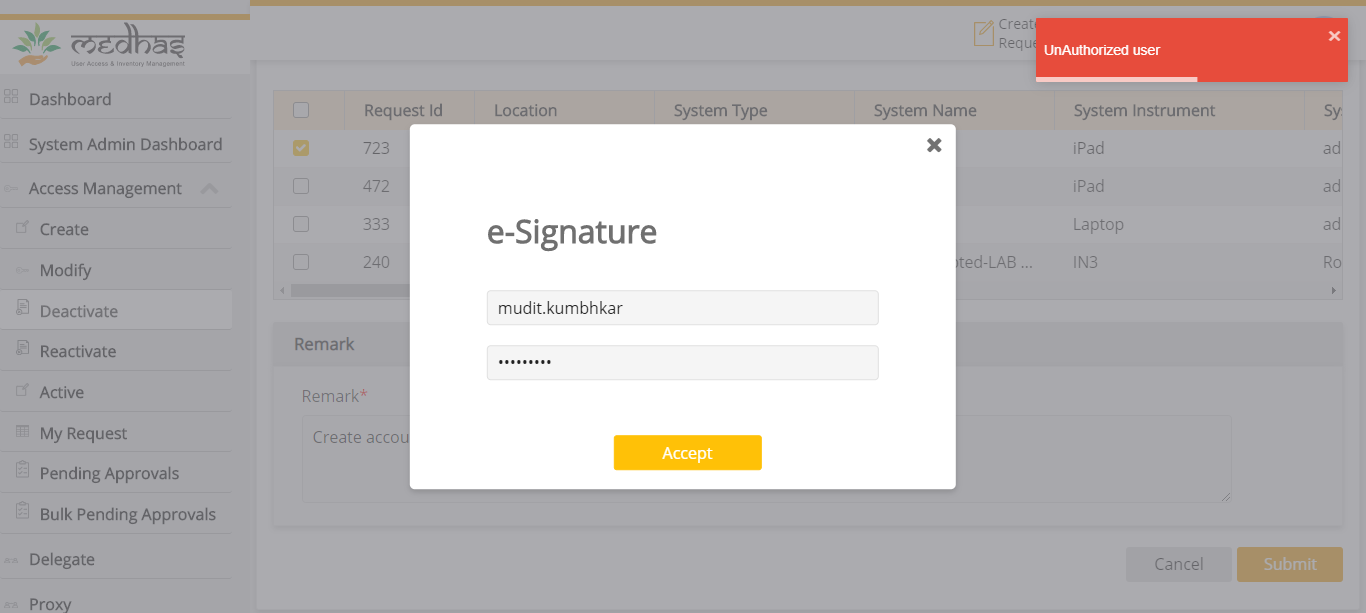 medhas
User Access & Inventory Management
Create
Reque
UnAuthorized user
Dashboard
System Admin Dashboard
Access Management
Create
Modify
Deactivate
Reactivate
Active
My Request
Pending Approvals
Bulk Pending Approvals
Delegate
Proxy
Request Id Location System Type System Name System Instrument Sy
723 iPad ad
472 iPad ad
333 Laptop ad
240 oted-LAB ... IN3 Ro
e-Signature
mudit.kumbhkar
•••••••••
Accept
Remark
Remark*
Create accou
Cancel Submit